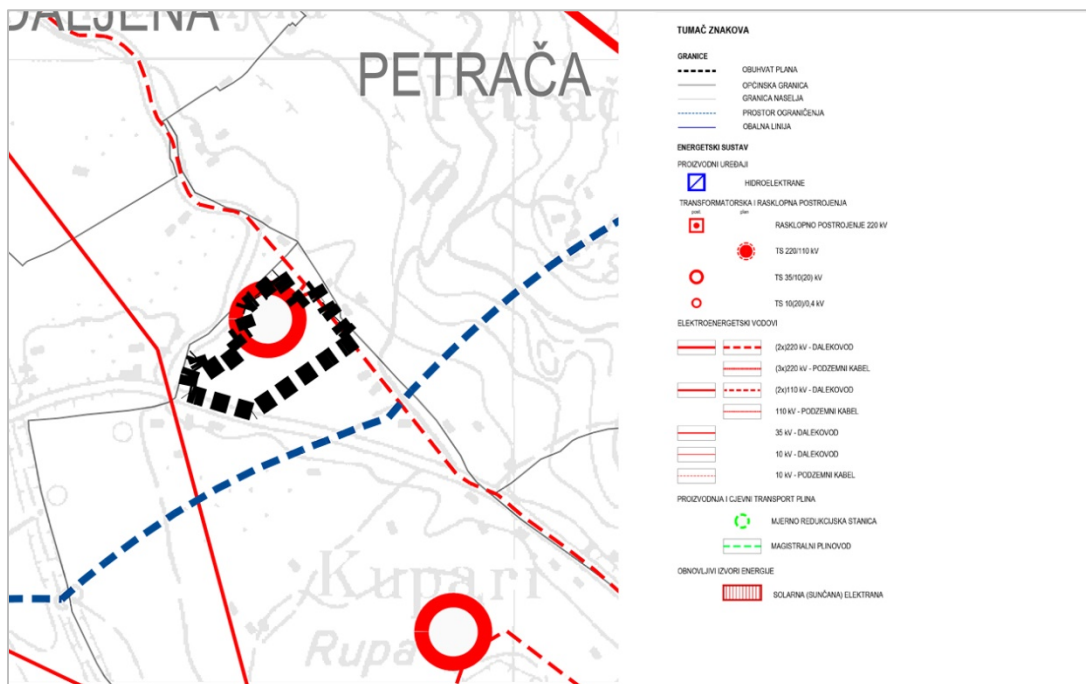 PETRAČA
Kupari
Rupa
TUMAČ ZNAKOVA
GRANICE
OBUHVAT PLANA
OPĆINSKA GRANICA
GRANICA NASELJA
PROSTOR OGRANIČENJA
OBALNA LINIJA
ENERGETSKI SUSTAV
PROIZVODNI UREĐAJI
HIDROELEKTRANE
TRANSFORMATORSKA I RASKLOPNA POSTROJENJA
post. plan
RASKLOPNO POSTROJENJE 220 kV
TS 220/110 kV
TS 35/10(20) kV
TS 10(20)/0,4 kV
ELEKTROENERGETSKI VODOVI
(2x)220 kV - DALEKOVOD
(3x)220 kV - PODZEMNI KABEL
(2x)110 kV - DALEKOVOD
110 kV - PODZEMNI KABEL
35 kV - DALEKOVOD
10 kV - DALEKOVOD
10 kV - PODZEMNI KABEL
PROIZVODNJA I CJEVNI TRANSPORT PLINA
MJERNO REDUKCIJSKA STANICA
MAGISTRALNI PLINOVOD
OBNOVLJIVI IZVORI ENERGIJE
SOLARNA (SUNČANA) ELEKTRANA